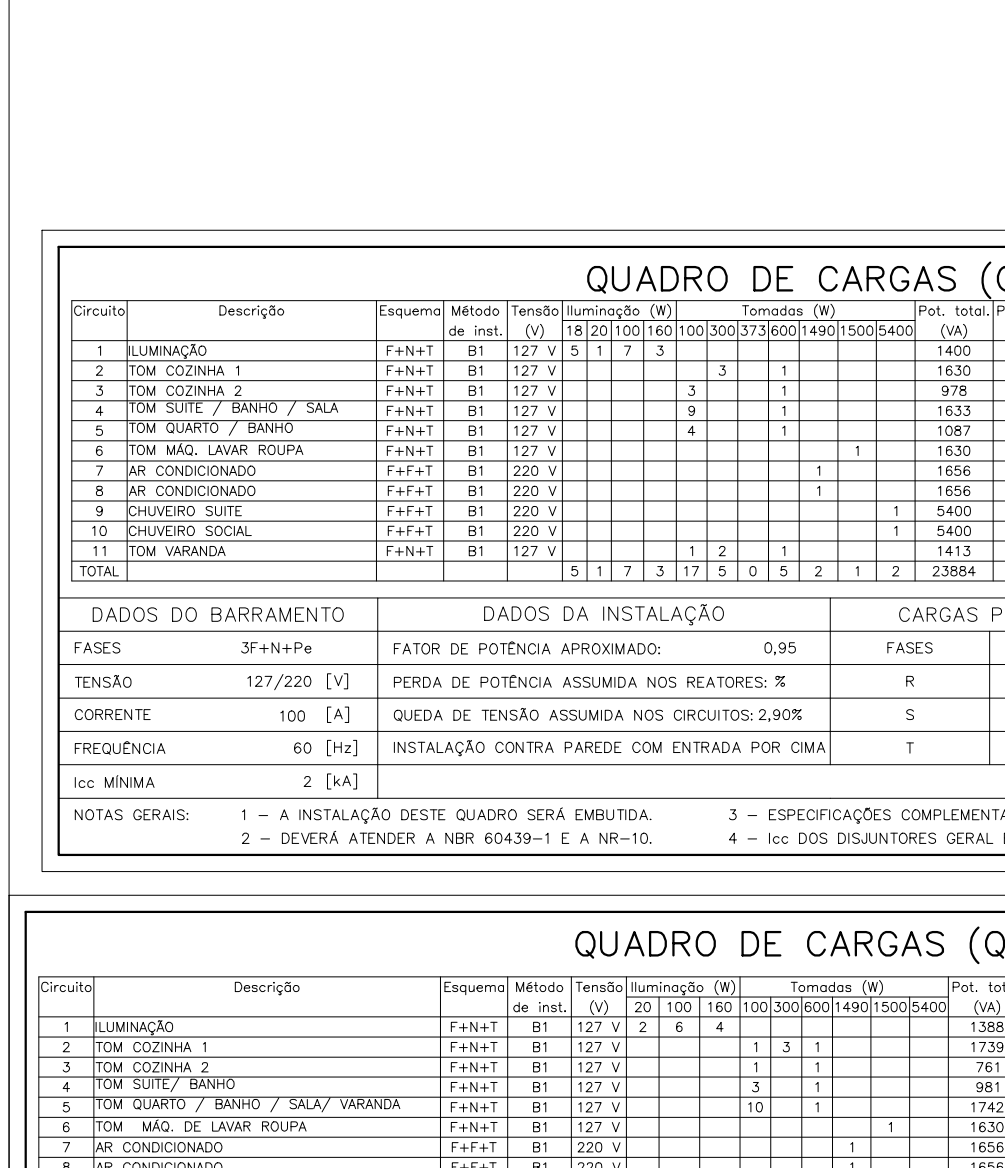 QUADRO DE CARGAS (
Circuito Descrição Esquema Método de inst. Tensão (V) Iluminação (W) Tomadas (W) Pot. total. (VA)
18 20 100 160 100 300 373 600 1490 1500 5400
1 ILUMINAÇÃO F+N+T B1 127 V 5 1 7 3 1400
2 TOM COZINHA 1 F+N+T B1 127 V 3 1 1630
3 TOM COZINHA 2 F+N+T B1 127 V 3 1 978
4 TOM SUITE / BANHO / SALA F+N+T B1 127 V 9 1 1633
5 TOM QUARTO / BANHO F+N+T B1 127 V 4 1 1087
6 TOM MÁQ. LAVAR ROUPA F+N+T B1 127 V 1 1630
7 AR CONDICIONADO F+F+T B1 220 V 1 1656
8 AR CONDICIONADO F+F+T B1 220 V 1 1656
9 CHUVEIRO SUITE F+F+T B1 220 V 1 5400
10 CHUVEIRO SOCIAL F+F+T B1 220 V 1 5400
11 TOM VARANDA F+N+T B1 127 V 1 2 1 1413
TOTAL 5 1 7 3 17 5 0 5 2 1 2 23884
DADOS DO BARRAMENTO DADOS DA INSTALAÇÃO CARGAS P
FASES 3F+N+Pe FATOR DE POTÊNCIA APROXIMADO: 0,95 FASES
TENSÃO 127/220 [V] PERDA DE POTÊNCIA ASSUMIDA NOS REATORES: % R
CORRENTE 100 [A] QUEDA DE TENSÃO ASSUMIDA NOS CIRCUITOS: 2,90% S
FREQUÊNCIA 60 [Hz] INSTALAÇÃO CONTRA PAREDE COM ENTRADA POR CIMA T
Icc MÍNIMA 2 [kA]
NOTAS GERAIS: 1 – A INSTALAÇÃO DESTE QUADRO SERÁ EMBUTIDA. 3 – ESPECIFICAÇÕES COMPLEMENTA
2 – DEVERÁ ATENDER A NBR 60439–1 E A NR–10. 4 – Icc DOS DISJUNTORES GERAL
QUADRO DE CARGAS (Q
Circuito Descrição Esquema Método de inst. Tensão (V) Iluminação (W) Tomadas (W) Pot. tot (VA)
20 100 160 100 300 600 1490 1500 5400
1 ILUMINAÇÃO F+N+T B1 127 V 2 6 4 1388
2 TOM COZINHA 1 F+N+T B1 127 V 1 3 1 1739
3 TOM COZINHA 2 F+N+T B1 127 V 1 1 761
4 TOM SUITE/ BANHO F+N+T B1 127 V 3 1 981
5 TOM QUARTO / BANHO / SALA/ VARANDA F+N+T B1 127 V 10 1 1742
6 TOM MÁQ. DE LAVAR ROUPA F+N+T B1 127 V 1 1630
7 AR CONDICIONADO F+F+T B1 220 V 1 1656
8 AR CONDICIONADO F+F+T B1 220 V 1 1656